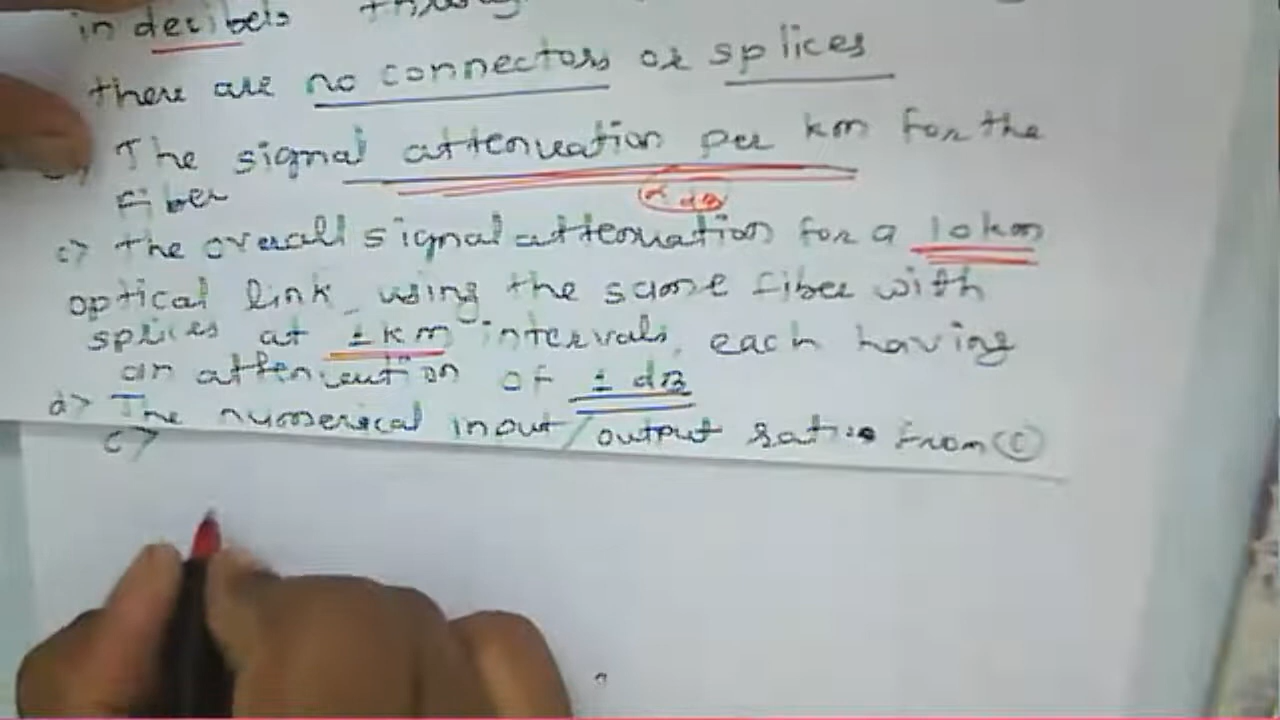 in decibels
there are no connectors or splices
The signal attenuation per km for the
Fiber
α dB
c> the overall signal attenuation for a 10km
optical link using the same fiber with
splices at 1km intervals, each having
an attenuation of 1 dB
d> The numerical input/output ratio from (c)
c>